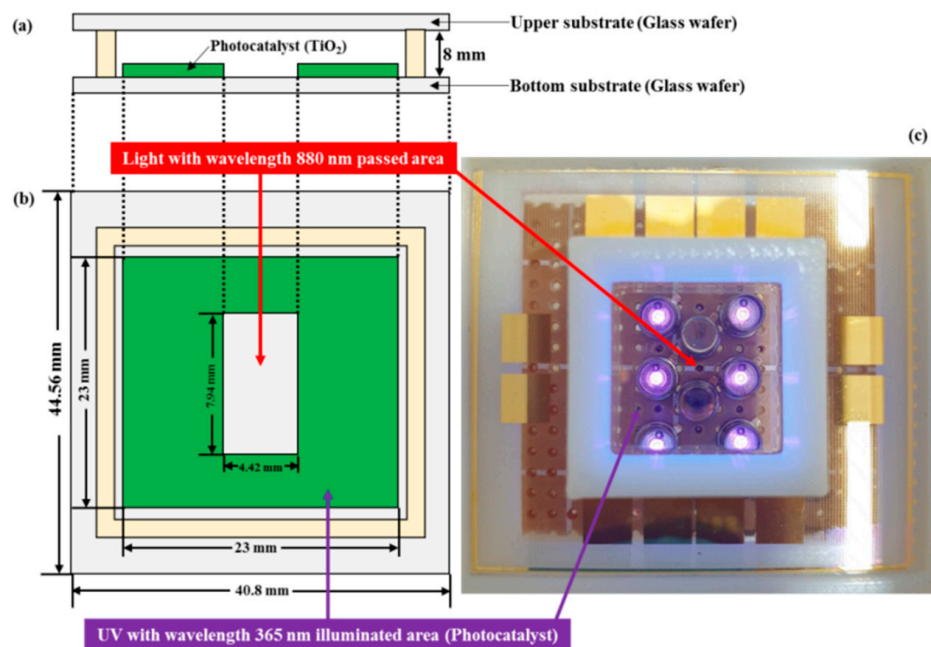 (a)
Upper substrate (Glass wafer)
Photocatalyst (TiO₂)
8 mm
Bottom substrate (Glass wafer)
Light with wavelength 880 nm passed area
(c)
(b)
44.56 mm
23 mm
7.94 mm
4.42 mm
23 mm
40.8 mm
UV with wavelength 365 nm illuminated area (Photocatalyst)